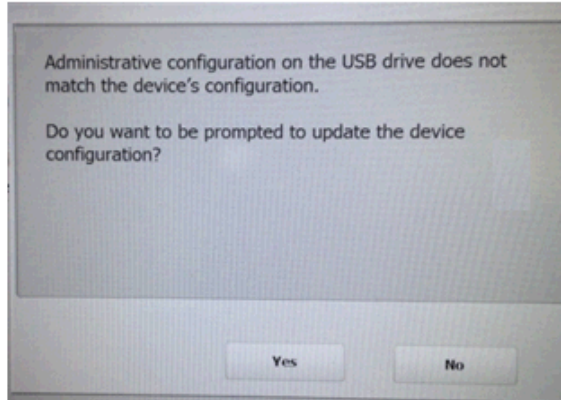 Administrative configuration on the USB drive does not
match the device's configuration.
Do you want to be prompted to update the device
configuration?
Yes
No